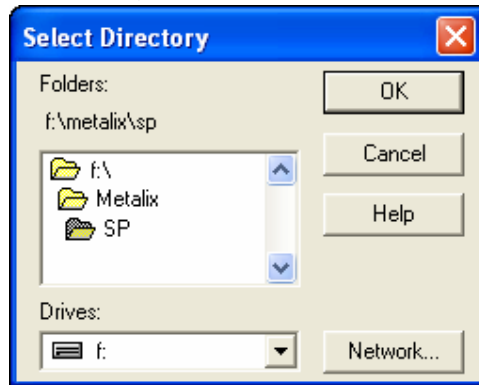 Select Directory
Folders:
f:\metalix\sp
f:\
Metalix
SP
Drives:
f:
OK
Cancel
Help
Network...